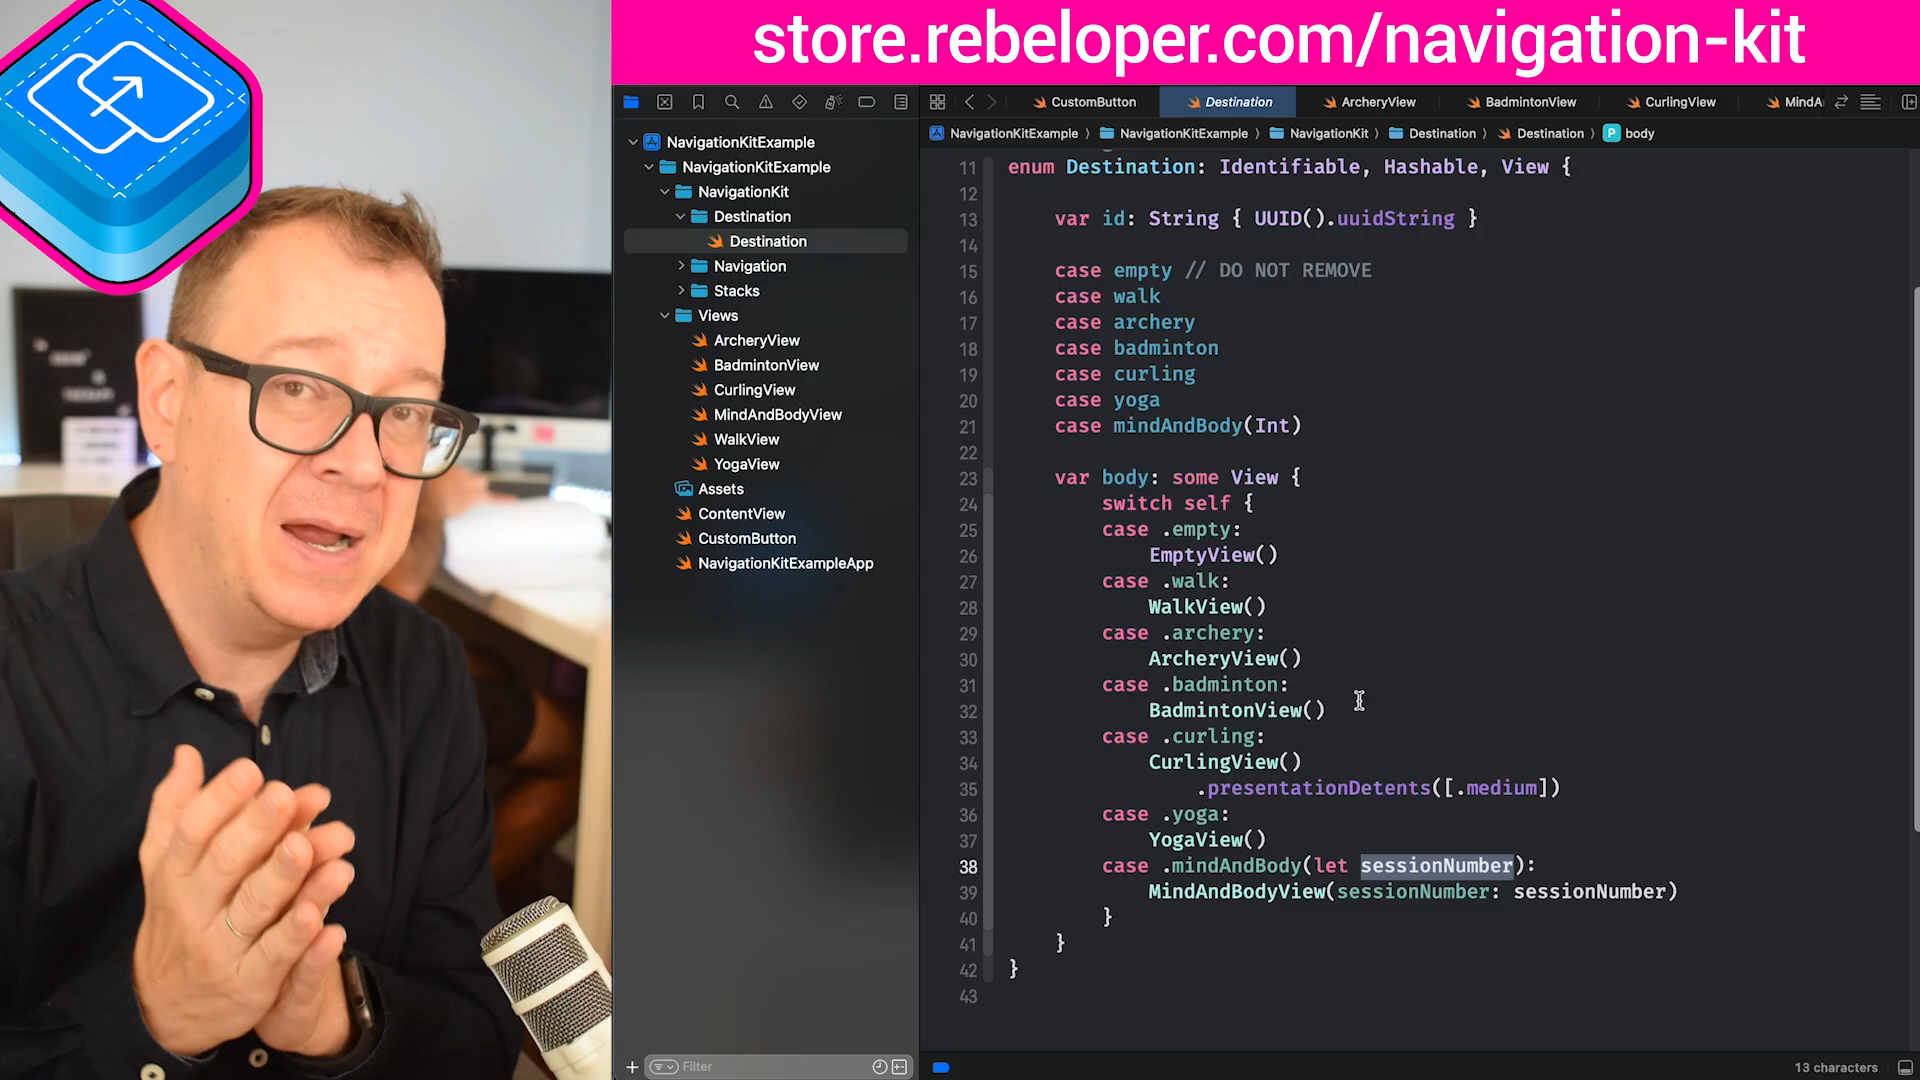 store.rebeloper.com/navigation-kit
CustomButton
Destination
ArcheryView
BadmintonView
CurlingView
MindA
NavigationKitExample
NavigationKitExample
NavigationKit
Destination
Destination
P body
NavigationKitExample
NavigationKitExample
NavigationKit
Destination
Destination
Navigation
Stacks
Views
ArcheryView
BadmintonView
CurlingView
MindAndBodyView
WalkView
YogaView
Assets
ContentView
CustomButton
NavigationKitExampleApp
Filter
11 enum Destination: Identifiable, Hashable, View {
12
13 var id: String { UUID().uuidString }
14
15 case empty // DO NOT REMOVE
16 case walk
17 case archery
18 case badminton
19 case curling
20 case yoga
21 case mindAndBody(Int)
22
23 var body: some View {
24 switch self {
25 case .empty:
26 EmptyView()
27 case .walk:
28 WalkView()
29 case .archery:
30 ArcheryView()
31 case .badminton:
32 BadmintonView()
33 case .curling:
34 CurlingView()
35 .presentationDetents([.medium])
36 case .yoga:
37 YogaView()
38 case .mindAndBody(let sessionNumber):
39 MindAndBodyView(sessionNumber: sessionNumber)
40 }
41 }
42 }
43
13 characters